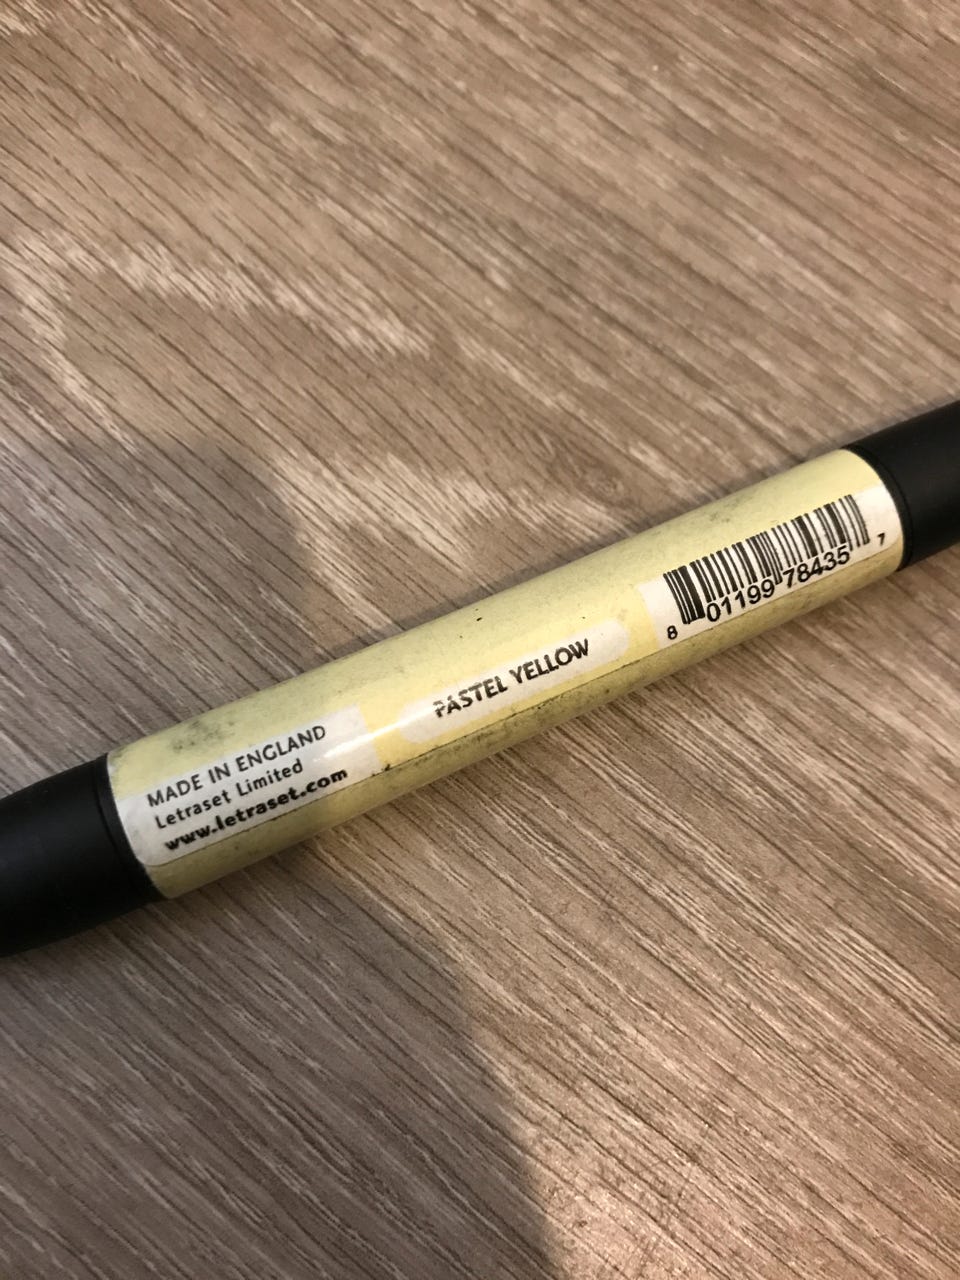 MADE IN ENGLAND
Letraset Limited
www.letraset.com
PASTEL YELLOW
8 01199 78435 7